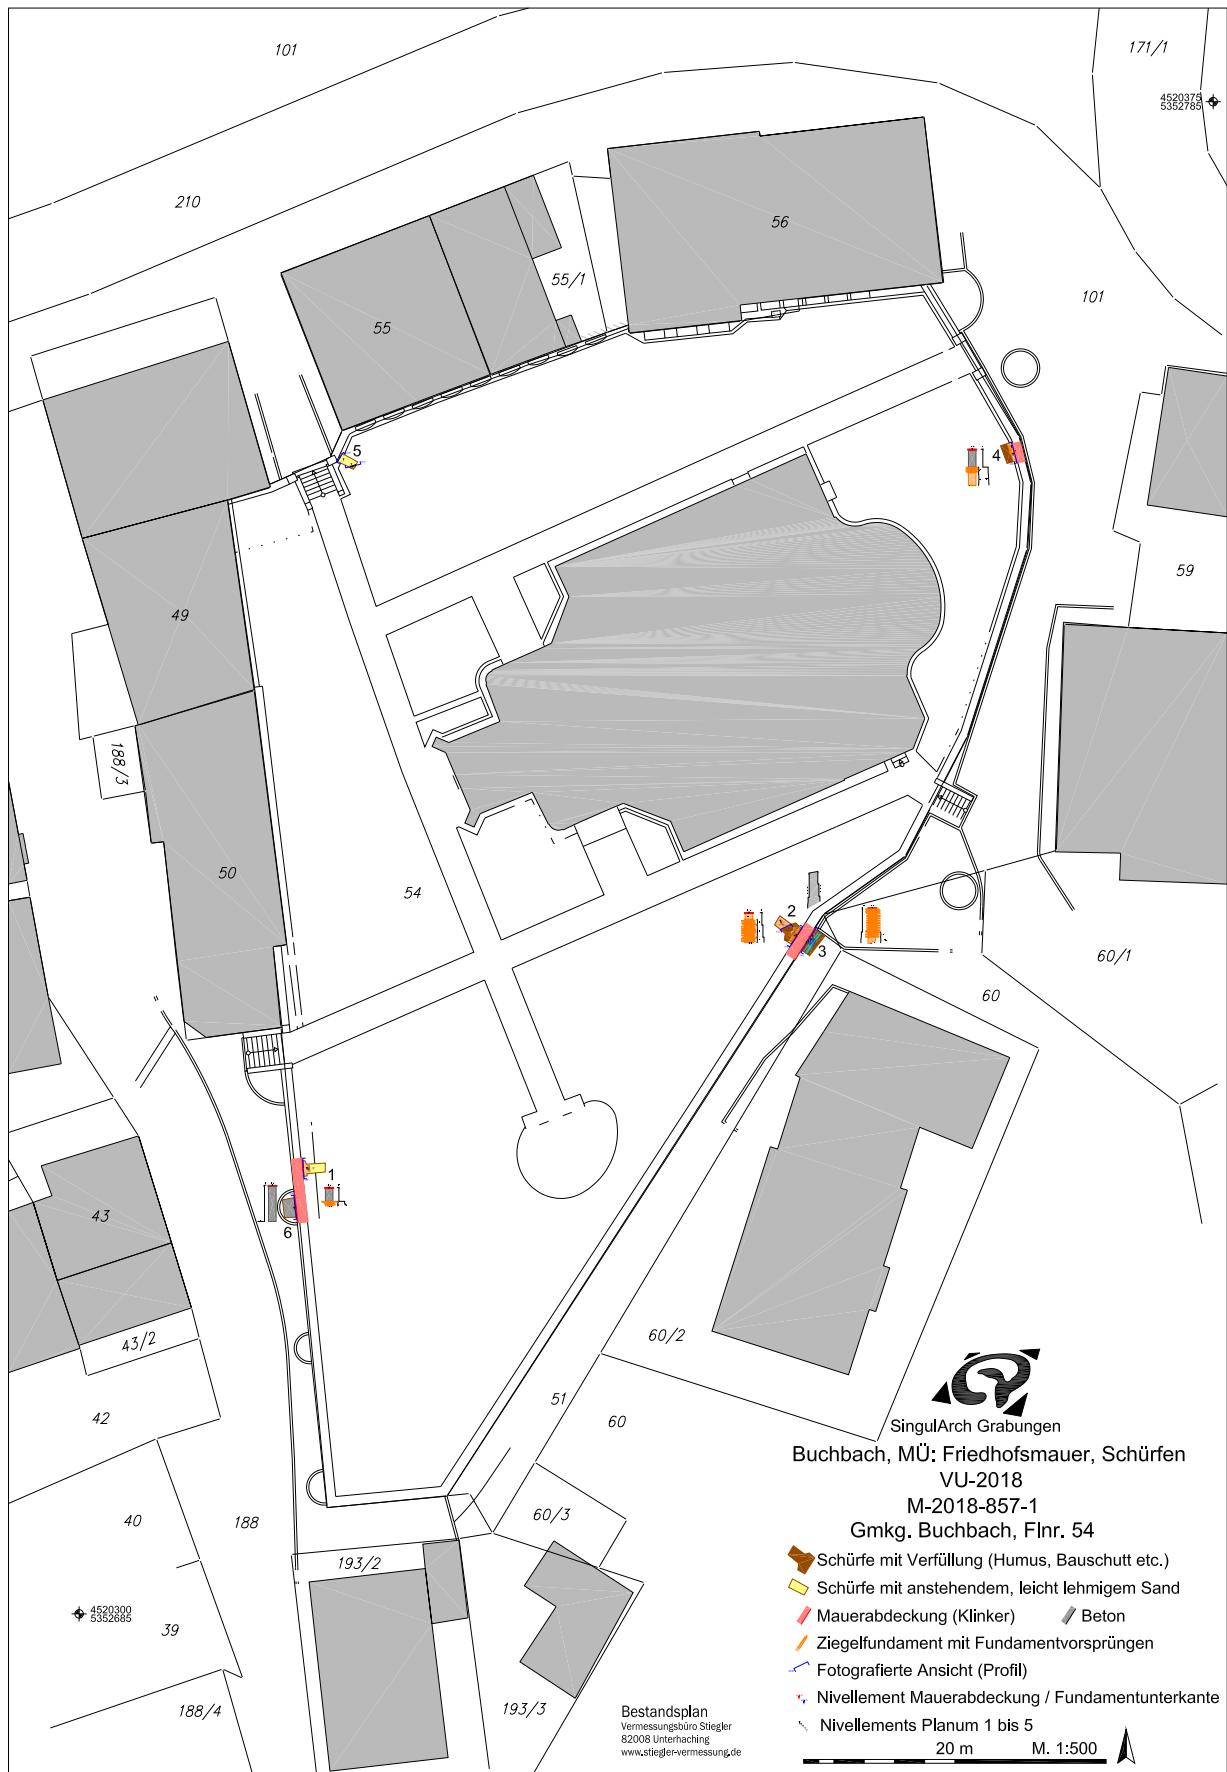 101
171/1
4520375
5352785
210
56
55/1
101
55
5
4
59
49
188/3
50
54
2
3
60/1
60
1
6
43
43/2
60/2
51
60
42
40
188
60/3
193/2
4520300
5352685
39
188/4
193/3
SingulArch Grabungen
Buchbach, MÜ: Friedhofsmauer, Schürfen
VU-2018
M-2018-857-1
Gmkg. Buchbach, Flnr. 54
Schürfe mit Verfüllung (Humus, Bauschutt etc.)
Schürfe mit anstehendem, leicht lehmigem Sand
Mauerabdeckung (Klinker) Beton
Ziegelfundament mit Fundamentvorsprüngen
Fotografierte Ansicht (Profil)
Nivellement Mauerabdeckung / Fundamentunterkante
Nivellements Planum 1 bis 5
20 m M. 1:500
Bestandsplan
Vermessungsbüro Stiegler
82008 Unterhaching
www.stiegler-vermessung.de